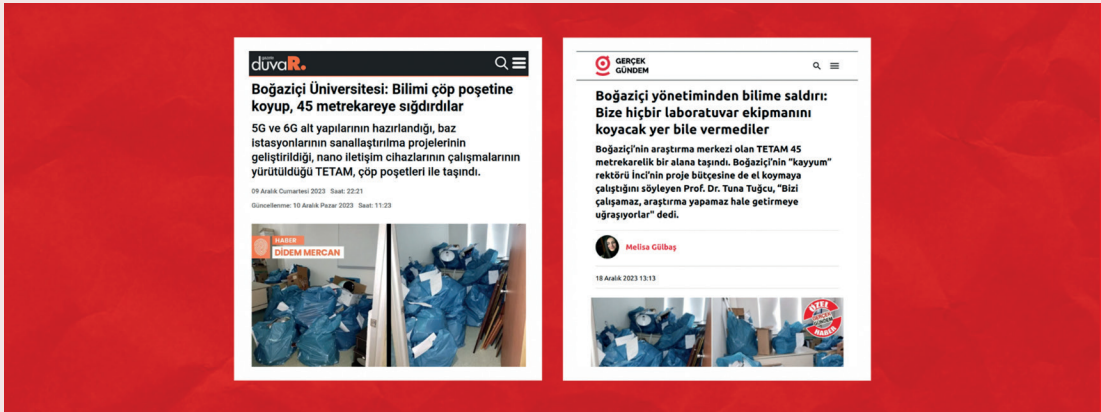 gazete
duvaR.
Boğaziçi Üniversitesi: Bilimi çöp poşetine
koyup, 45 metrekareye sığdırdılar
5G ve 6G alt yapılarının hazırlandığı, baz
istasyonlarının sanallaştırılma projelerinin
geliştirildiği, nano iletişim cihazlarının çalışmalarının
yürütüldüğü TETAM, çöp poşetleri ile taşındı.
09 Aralık Cumartesi 2023 Saat: 22:21
Güncellenme: 10 Aralık Pazar 2023 Saat: 11:23
HABER
DİDEM MERCAN
GERÇEK
GÜNDEM
Boğaziçi yönetiminden bilime saldırı:
Bize hiçbir laboratuvar ekipmanını
koyacak yer bile vermediler
Boğaziçi'nin araştırma merkezi olan TETAM 45
metrekarelik bir alana taşındı. Boğaziçi'nin “kayyum”
rektörü İnci'nin proje bütçesine de el koymaya
çalıştığını söyleyen Prof. Dr. Tuna Tuğcu, “Bizi
çalışamaz, araştırma yapamaz hale getirmeye
uğraşıyorlar” dedi.
Melisa Gülbaş
18 Aralık 2023 13:13
ÖZEL
GERÇEK
GÜNDEM
HABER